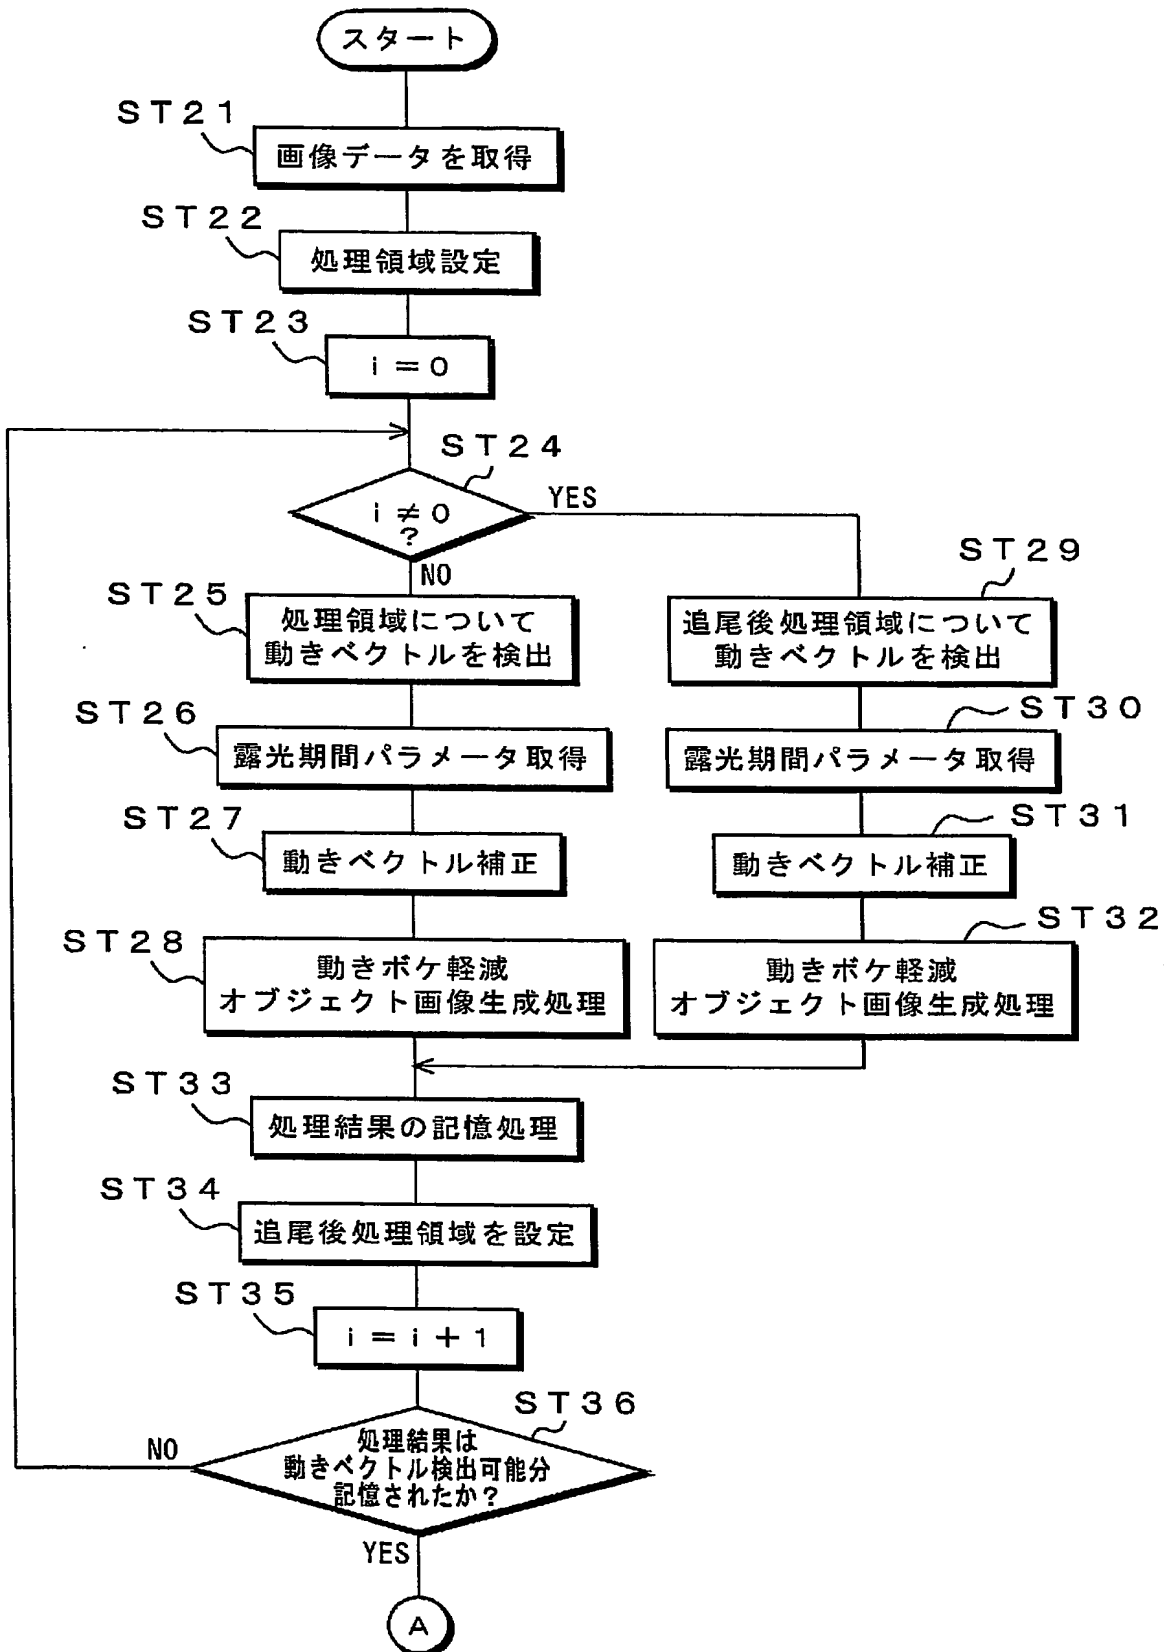 スタート
ST21
画像データを取得
ST22
処理領域設定
ST23
i=0
ST24
i≠0
?
YES
NO
ST25
処理領域について
動きベクトルを検出
ST26
露光期間パラメータ取得
ST27
動きベクトル補正
ST28
動きボケ軽減
オブジェクト画像生成処理
ST29
追尾後処理領域について
動きベクトルを検出
ST30
露光期間パラメータ取得
ST31
動きベクトル補正
ST32
動きボケ軽減
オブジェクト画像生成処理
ST33
処理結果の記憶処理
ST34
追尾後処理領域を設定
ST35
i=i+1
ST36
処理結果は
動きベクトル検出可能分
記憶されたか?
NO
YES
A